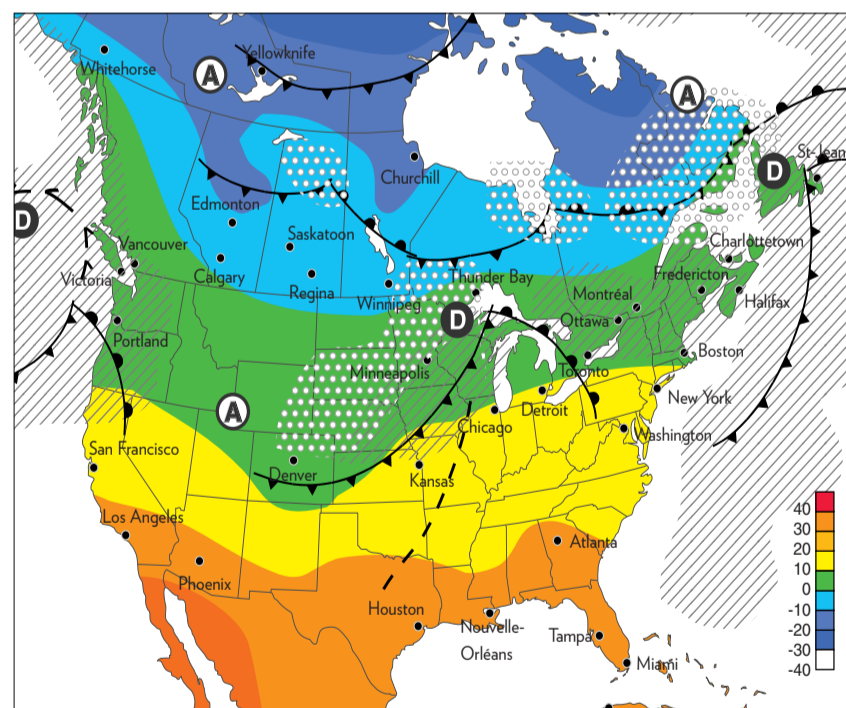 Yellowknife
Whitehorse
A
A
St-Jean
Churchill
D
Edmonton
D
Saskatoon
Vancouver
Charlottetown
Calgary
Thunder Bay
Fredericton
Victoria
Regina
Winnipeg
Montréal
Halifax
D
Ottawa
Portland
Boston
Minneapolis
Toronto
New York
A
Detroit
Chicago
Washington
San Francisco
Denver
Kansas
Los Angeles
Atlanta
Phoenix
Houston
Nouvelle-
Orléans
Tampa
Miami
40
30
20
10
0
-10
-20
-30
-40